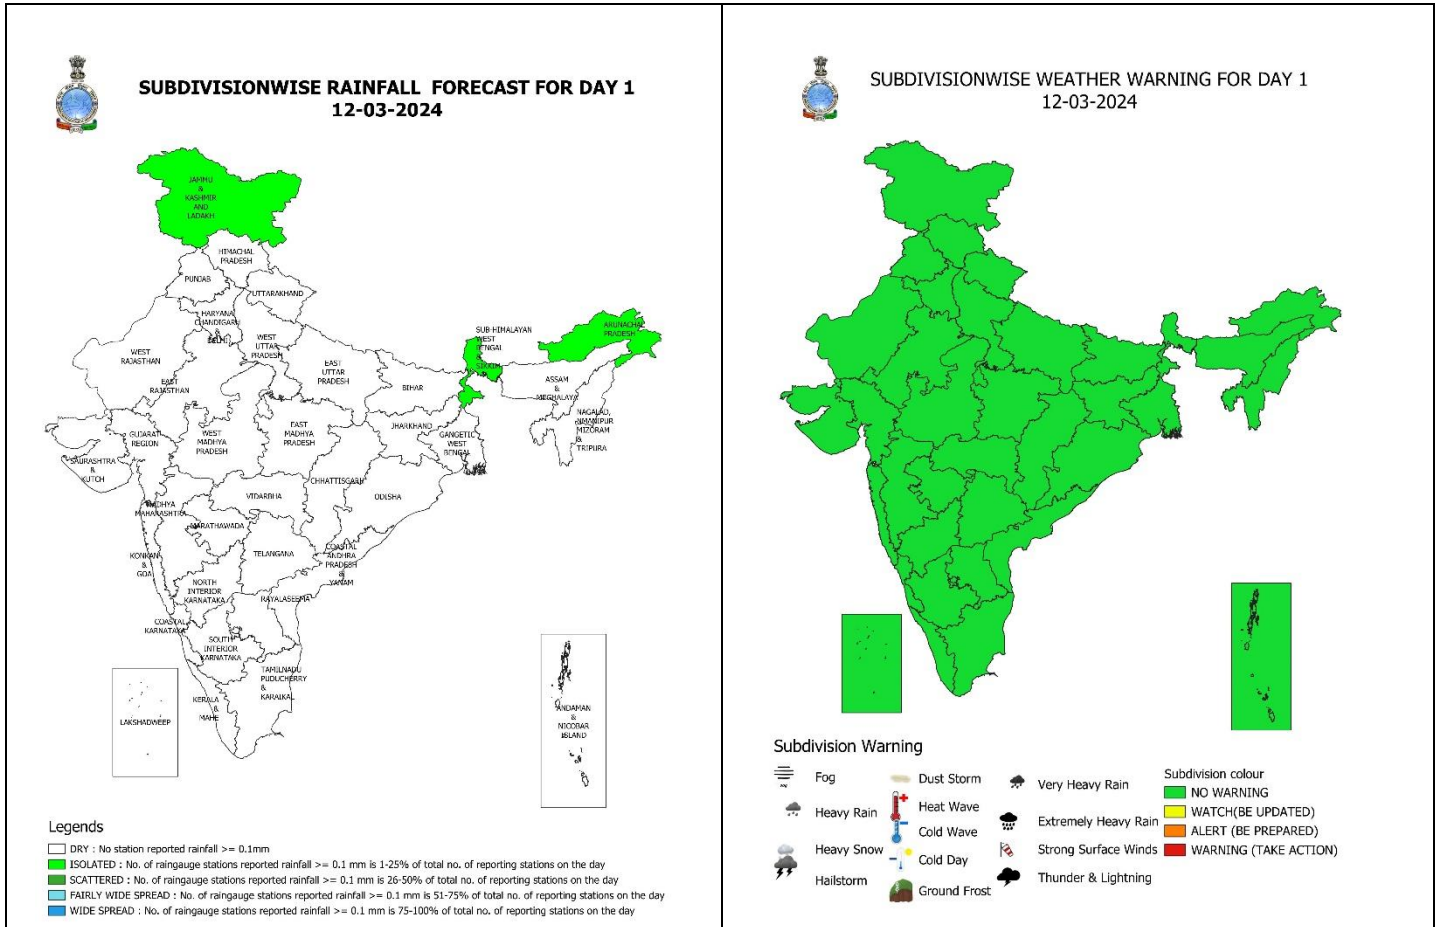 SUBDIVISIONWISE RAINFALL FORECAST FOR DAY 1
12-03-2024
JAMMU
&
KASHMIR
AND
LADAKH
HIMACHAL
PRADESH
PUNJAB
UTTARAKHAND
HARYANA
CHANDIGARH
&
DELHI
WEST
UTTAR
PRADESH
SUB-HIMALAYAN
WEST
BENGAL
&
SIKKIM
ARUNACHAL
PRADESH
WEST
RAJASTHAN
EAST
RAJASTHAN
EAST
UTTAR
PRADESH
BIHAR
ASSAM
&
MEGHALAYA
NAGALAD,
MANIPUR
MIZORAM
&
TRIPURA
GUJARAT
REGION
WEST
MADHYA
PRADESH
EAST
MADHYA
PRADESH
JHARKHAND
GANGETIC
WEST
BENGAL
SAURASHTRA
&
KUTCH
CHHATTISGARH
VIDARBHA
ODISHA
MADHYA
MAHARASHTRA
MARATHAWADA
KONKAN
&
GOA
TELANGANA
COASTAL
ANDHRA
PRADESH
&
YANAM
NORTH
INTERIOR
KARNATAKA
RAYALASEEMA
COASTAL
KARNATAKA
SOUTH
INTERIOR
KARNATAKA
TAMILNADU
PUDUCHERRY
&
KARAIKAL
KERALA
&
MAHE
LAKSHADWEEP
ANDAMAN
&
NICOBAR
ISLAND
Legends
DRY : No station reported rainfall >= 0.1mm
ISOLATED : No. of raingauge stations reported rainfall >= 0.1 mm is 1-25% of total no. of reporting stations on the day
SCATTERED : No. of raingauge stations reported rainfall >= 0.1 mm is 26-50% of total no. of reporting stations on the day
FAIRLY WIDE SPREAD : No. of raingauge stations reported rainfall >= 0.1 mm is 51-75% of total no. of reporting stations on the day
WIDE SPREAD : No. of raingauge stations reported rainfall >= 0.1 mm is 75-100% of total no. of reporting stations on the day
SUBDIVISIONWISE WEATHER WARNING FOR DAY 1
12-03-2024
Subdivision Warning
Fog
Heavy Rain
Heavy Snow
Hailstorm
Dust Storm
Heat Wave
Cold Wave
Cold Day
Ground Frost
Very Heavy Rain
Extremely Heavy Rain
Strong Surface Winds
Thunder & Lightning
Subdivision colour
NO WARNING
WATCH(BE UPDATED)
ALERT (BE PREPARED)
WARNING (TAKE ACTION)